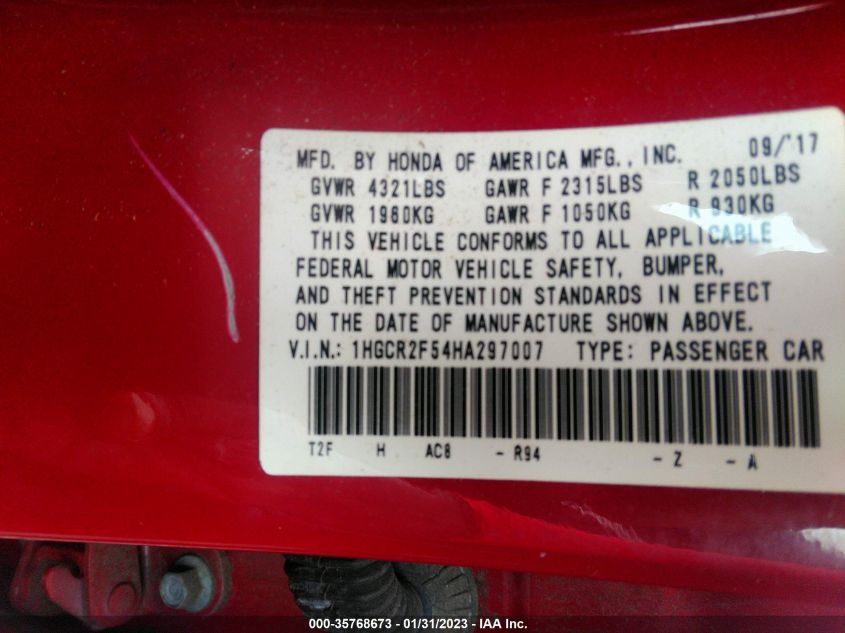 MFD. BY HONDA OF AMERICA MFG., INC. 09/'17
GVWR 4321LBS GAWR F 2315LBS R 2050LBS
GVWR 1980KG GAWR F 1050KG R 930KG
THIS VEHICLE CONFORMS TO ALL APPLICABLE
FEDERAL MOTOR VEHICLE SAFETY, BUMPER,
AND THEFT PREVENTION STANDARDS IN EFFECT
ON THE DATE OF MANUFACTURE SHOWN ABOVE.
V.I.N.: 1HGCR2F54HA297007 TYPE: PASSENGER CAR
T2F H AC8 - R94 - Z - A
000-35768673 - 01/31/2023 - IAA Inc.